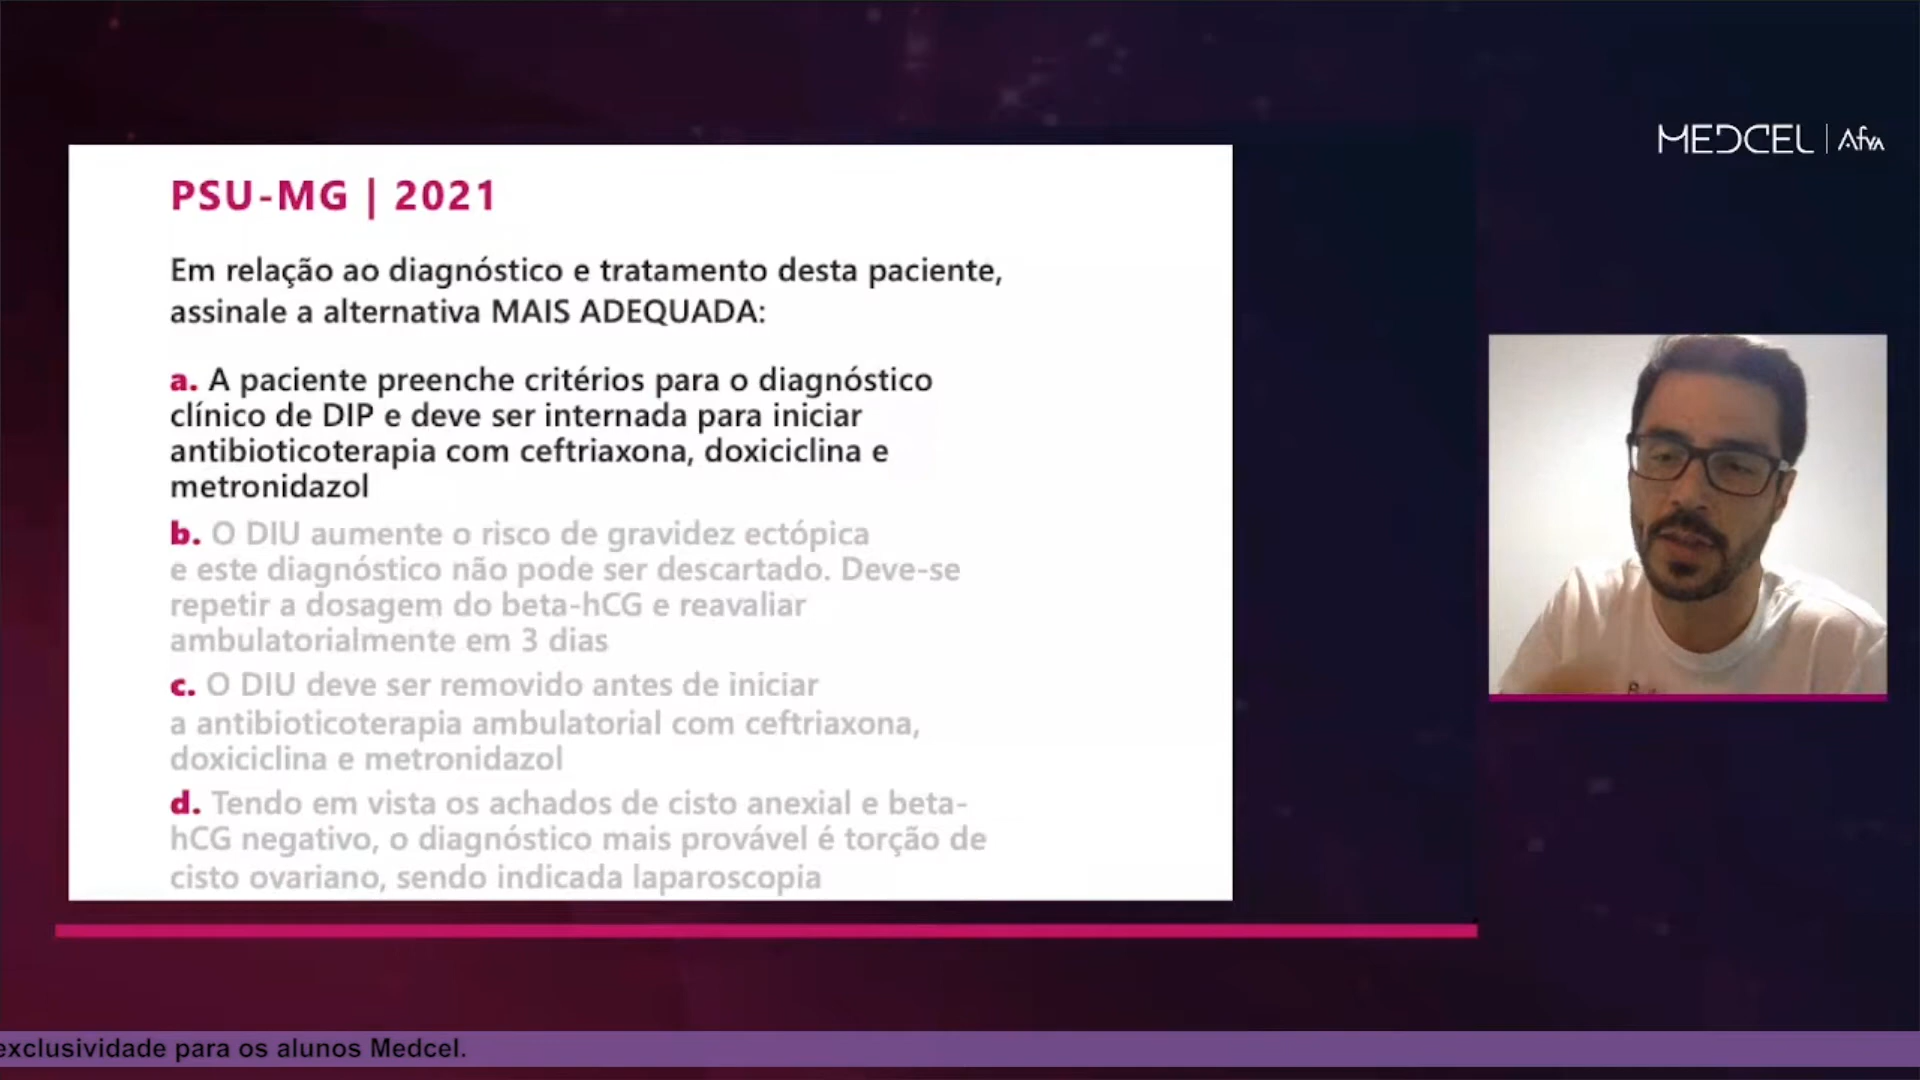 MEDCEL | Afya
PSU-MG | 2021
Em relação ao diagnóstico e tratamento desta paciente,
assinale a alternativa MAIS ADEQUADA:
a. A paciente preenche critérios para o diagnóstico
clínico de DIP e deve ser internada para iniciar
antibioticoterapia com ceftriaxona, doxiciclina e
metronidazol
b. O DIU aumente o risco de gravidez ectópica
e este diagnóstico não pode ser descartado. Deve-se
repetir a dosagem do beta-hCG e reavaliar
ambulatorialmente em 3 dias
c. O DIU deve ser removido antes de iniciar
a antibioticoterapia ambulatorial com ceftriaxona,
doxiciclina e metronidazol
d. Tendo em vista os achados de cisto anexial e beta-
hCG negativo, o diagnóstico mais provável é torção de
cisto ovariano, sendo indicada laparoscopia
exclusividade para os alunos Medcel.